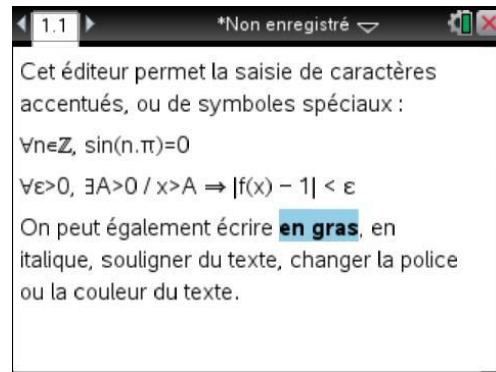 1.1 *Non enregistré
Cet éditeur permet la saisie de caractères
accentués, ou de symboles spéciaux :
∀n∊ℤ, sin(n.π)=0
∀ε>0, ∃A>0 / x>A ⇒ |f(x) − 1| < ε
On peut également écrire en gras, en
italique, souligner du texte, changer la police
ou la couleur du texte.